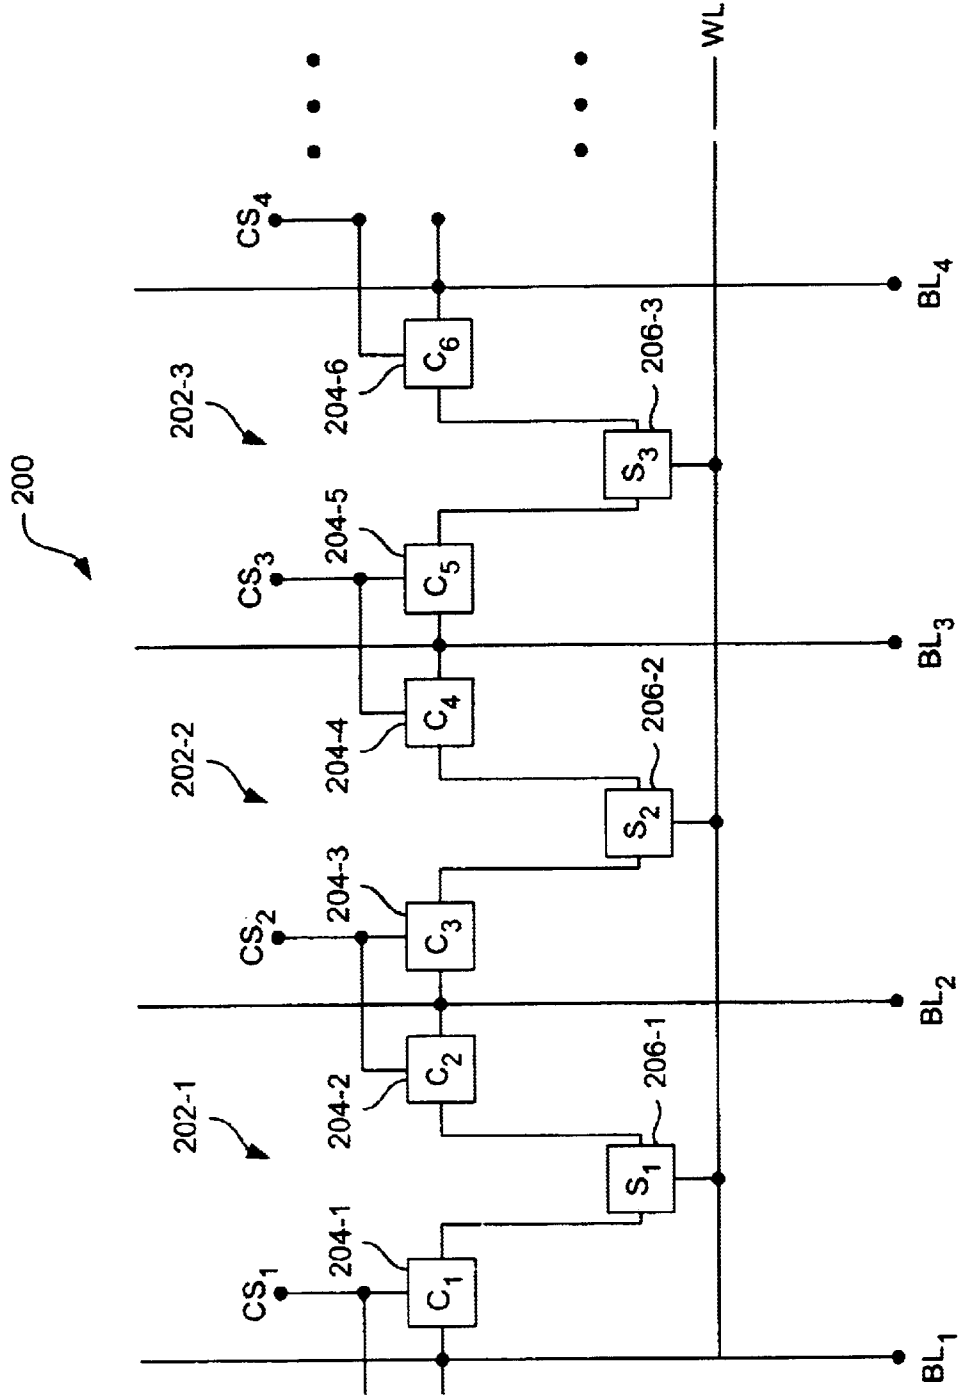 200
202-1
202-2
202-3
CS₁
CS₂
CS₃
CS₄
204-1
204-2
204-3
204-4
204-5
204-6
C₁
C₂
C₃
C₄
C₅
C₆
S₁
S₂
S₃
206-1
206-2
206-3
WL
BL₁
BL₂
BL₃
BL₄